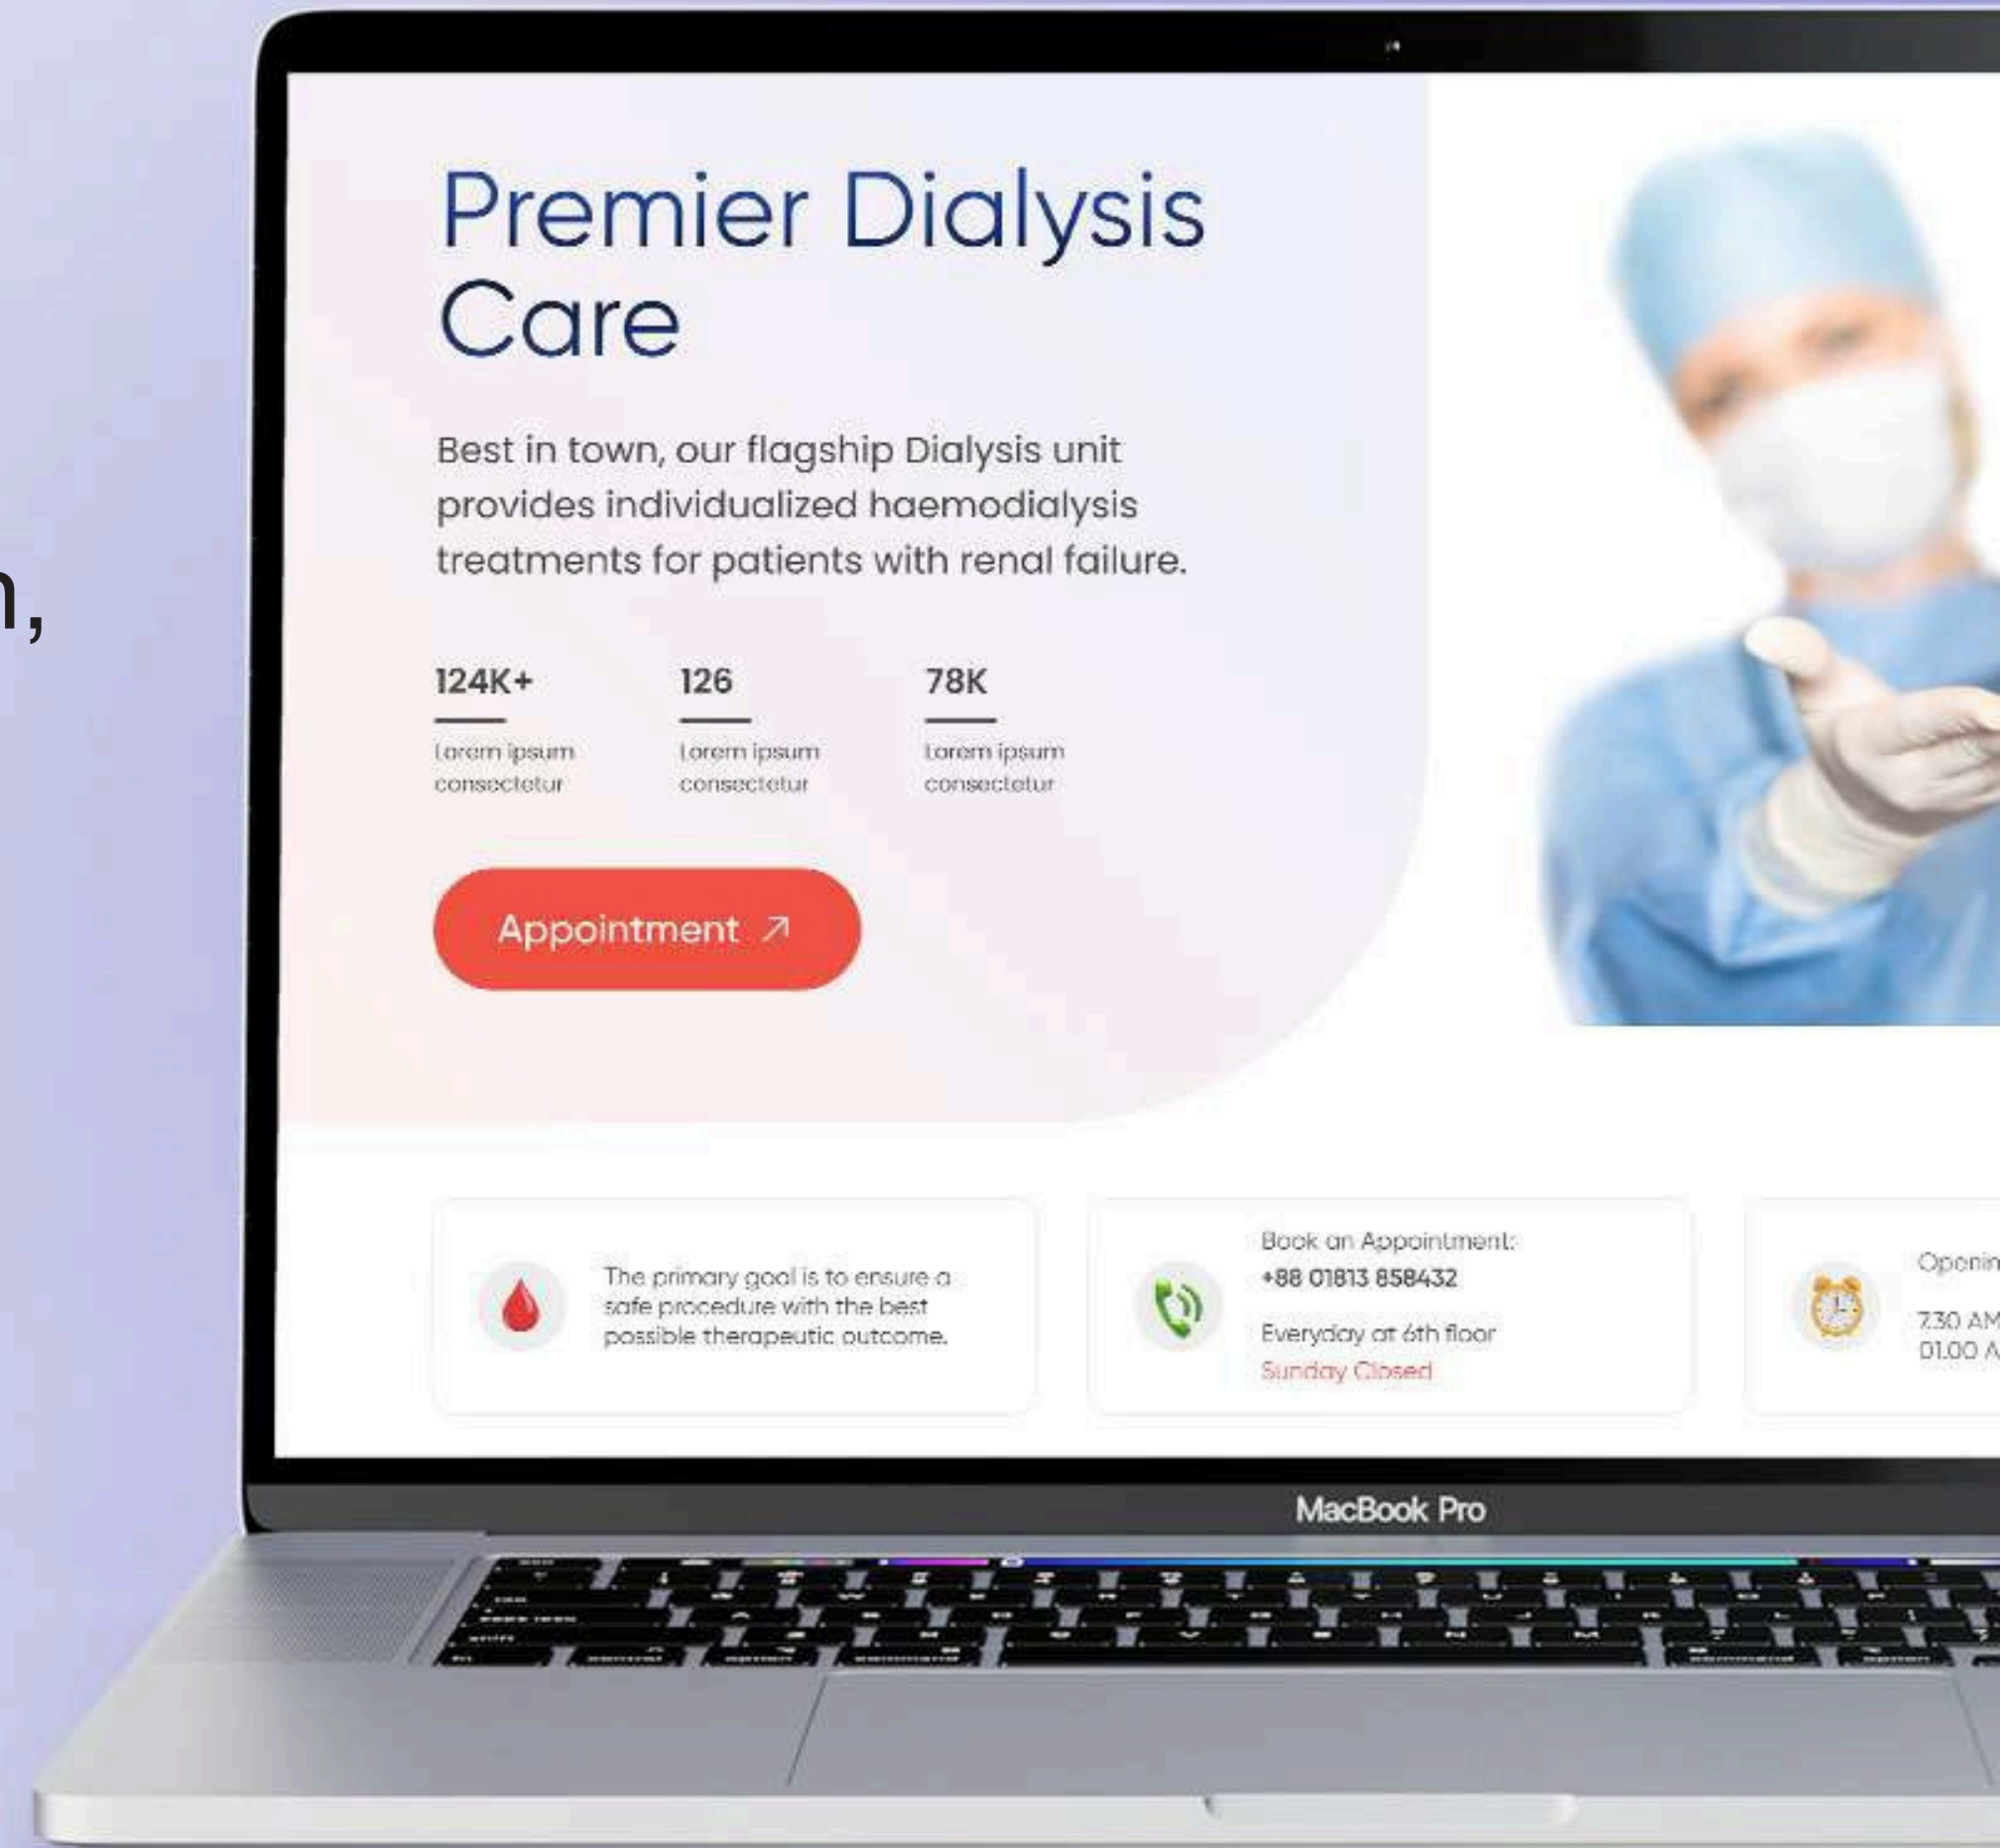 n,
Premier Dialysis
Care
Best in town, our flagship Dialysis unit
provides individualized haemodialysis
treatments for patients with renal failure.
124K+
126
78K
Lorem ipsum
consectetur
Lorem ipsum
consectetur
Lorem ipsum
consectetur
Appointment
The primary goal is to ensure a
safe procedure with the best
possible therapeutic outcome.
Book an Appointment:
+88 01813 858432
Everyday at 6th floor
Sunday Closed
Openin
7.30 AM
01.00 A
MacBook Pro